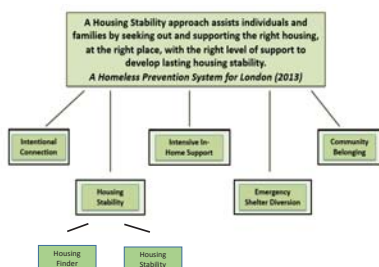 A Housing Stability approach assists individuals and
families by seeking out and supporting the right housing,
at the right place, with the right level of support to
develop lasting housing stability.
A Homeless Prevention System for London (2013)
Intentional
Connection
Intensive In-
Home Support
Community
Belonging
Housing
Stability
Emergency
Shelter Diversion
Housing
Finder
Housing
Stability